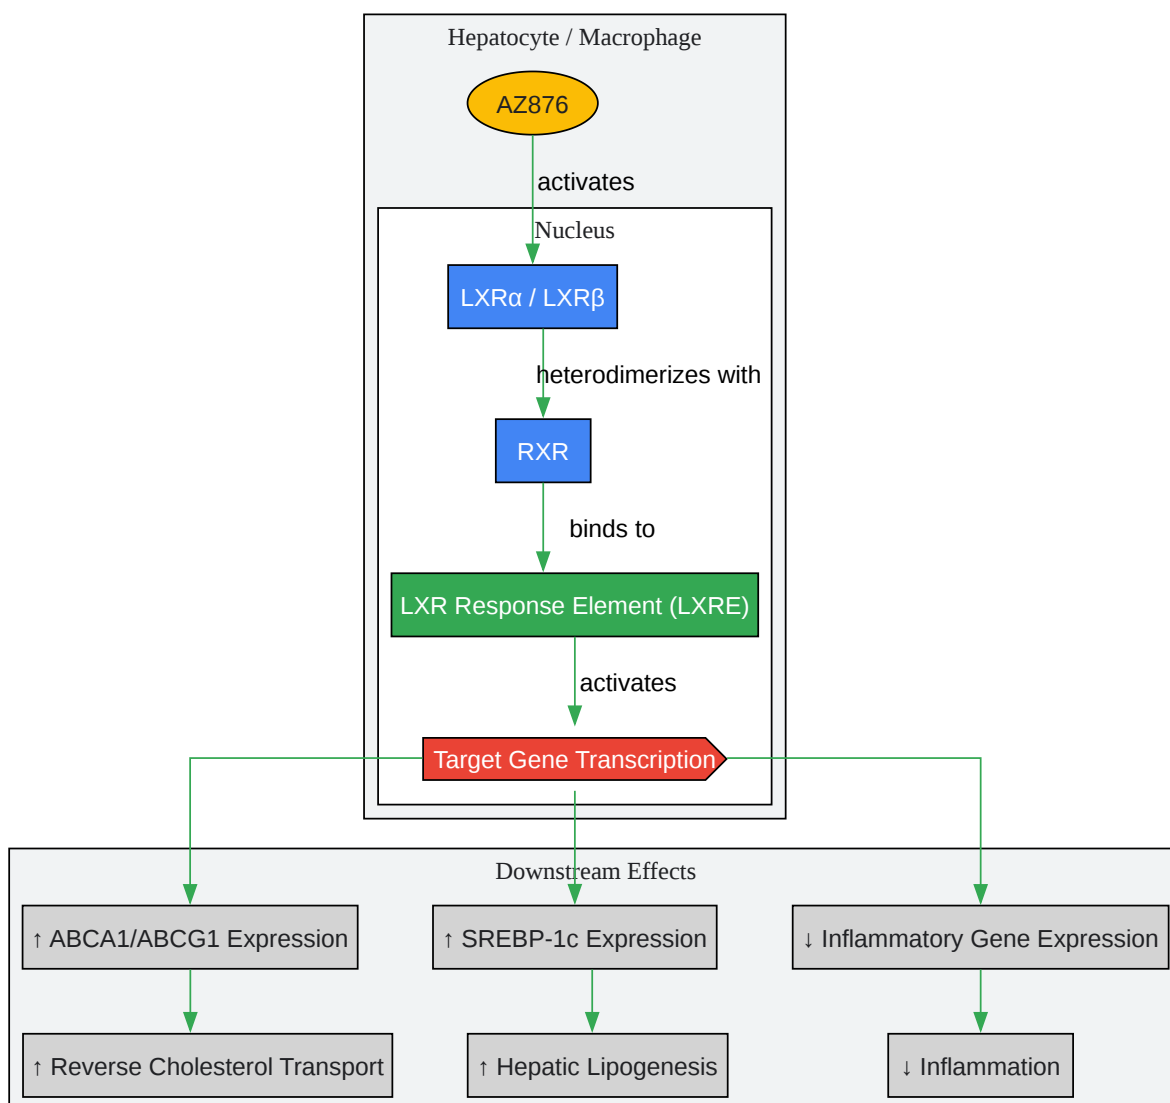 Hepatocyte / Macrophage
AZ876
activates
Nucleus
LXRα / LXRβ
heterodimerizes with
RXR
binds to
LXR Response Element (LXRE)
activates
Target Gene Transcription
Downstream Effects
↑ ABCA1/ABCG1 Expression
↑ SREBP-1c Expression
↓ Inflammatory Gene Expression
↑ Reverse Cholesterol Transport
↑ Hepatic Lipogenesis
↓ Inflammation